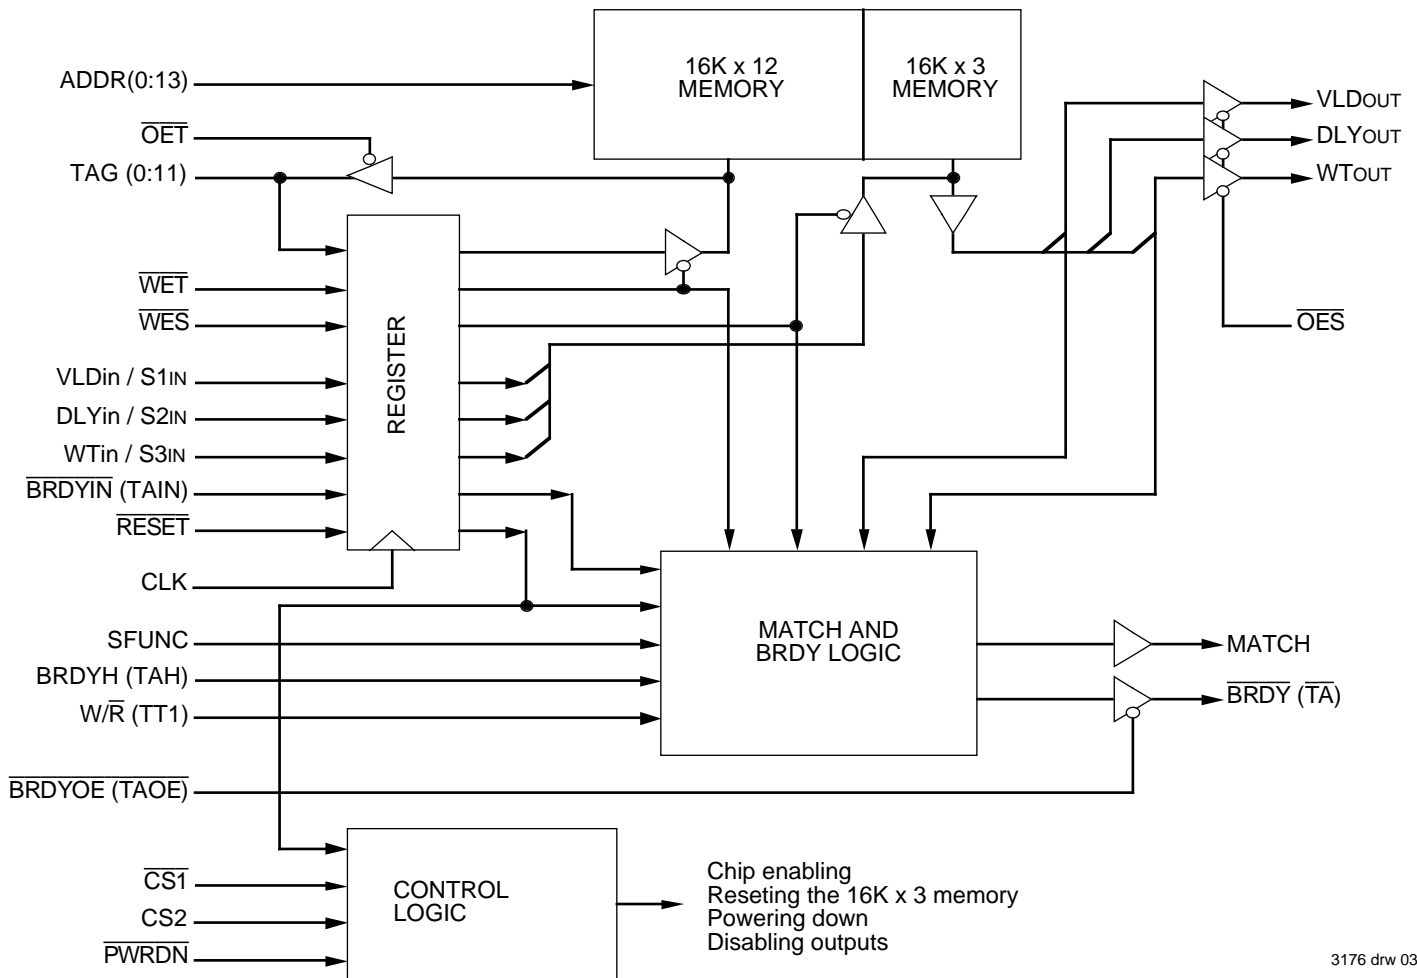 16K x 12
MEMORY
16K x 3
MEMORY
ADDR(0:13)
OET
TAG (0:11)
VLDOUT
DLYOUT
WTOUT
WET
WES
OES
REGISTER
VLDin / S1IN
DLYin / S2IN
WTin / S3IN
BRDYIN (TAIN)
RESET
CLK
SFUNC
BRDYH (TAH)
W/R (TT1)
MATCH AND
BRDY LOGIC
MATCH
BRDY (TA)
BRDYOE (TAOE)
CS1
CS2
PWRDN
CONTROL
LOGIC
Chip enabling
Reseting the 16K x 3 memory
Powering down
Disabling outputs
3176 drw 03